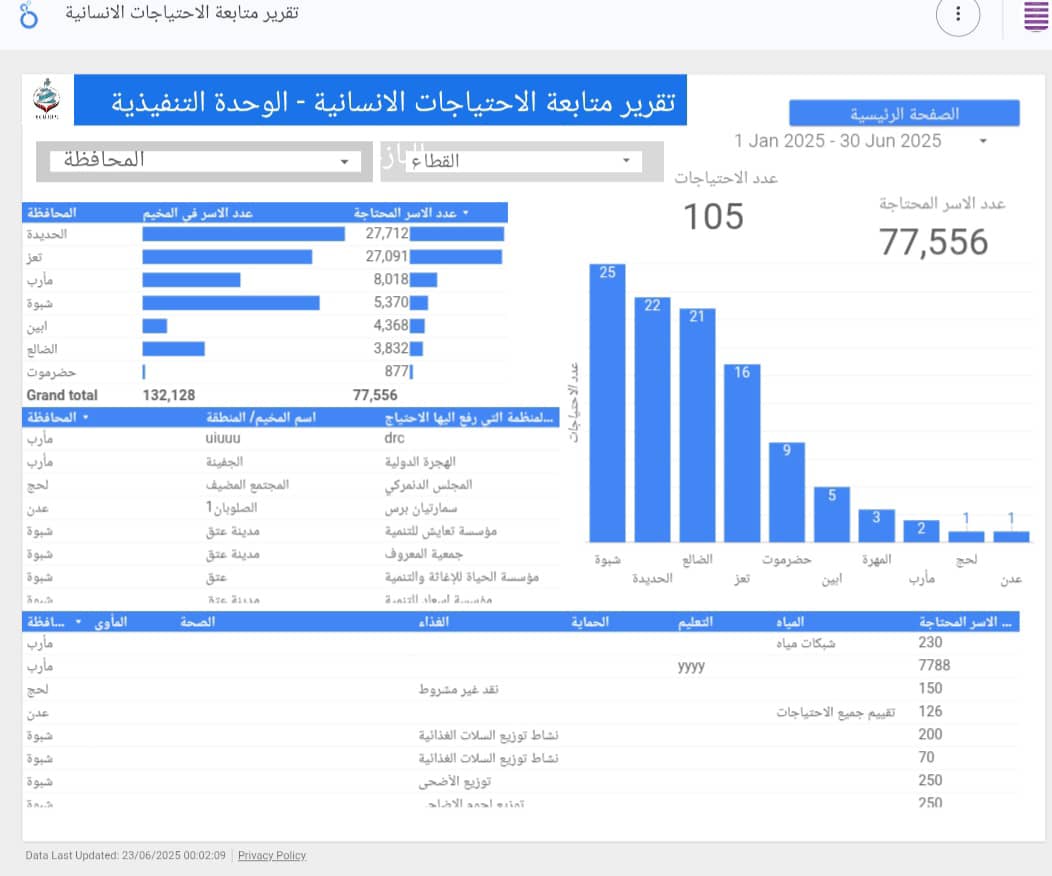 تقرير متابعة الاحتياجات الانسانية
تقرير متابعة الاحتياجات الانسانية - الوحدة التنفيذية
الصفحة الرئيسية
1 Jan 2025 - 30 Jun 2025
المحافظة
القطاع
عدد الاحتياجات
105
عدد الاسر المحتاجة
77,556
المحافظة عدد الاسر في المخيم عدد الاسر المحتاجة
الحديدة 27,712
تعز 27,091
مأرب 8,018
شبوة 5,370
ابين 4,368
الضالع 3,832
حضرموت 877
Grand total 132,128 77,556
المحافظة اسم المخيم/ المنطقة لمنظمة التي رفع اليها الاحتياج...
مأرب uiuuu drc
مأرب الجفينة الهجرة الدولية
لحج المجتمع المضيف المجلس الدنمركي
عدن الصلوبان1 سمارتيان برس
شبوة مدينة عتق مؤسسة تعايش للتنمية
شبوة مدينة عتق جمعية المعروف
شبوة عتق مؤسسة الحياة للإغاثة والتنمية
شبوة مدينة عتق
عدد الاحتياجات
25 22 21 16 9 5 3 2 1 1
شبوة الحديدة الضالع تعز حضرموت ابين المهرة مأرب لحج عدن
...افظة المأوى الصحة الغذاء الحماية التعليم المياه ... الاسر المحتاجة
مأرب شبكات مياه 230
مأرب yyyy 7788
لحج نقد غير مشروط 150
عدن تقييم جميع الاحتياجات 126
شبوة نشاط توزيع السلات الغذائية 200
شبوة نشاط توزيع السلات الغذائية 70
شبوة توزيع الأضحى 250
شبوة 250
Data Last Updated: 23/06/2025 00:02:09 Privacy Policy